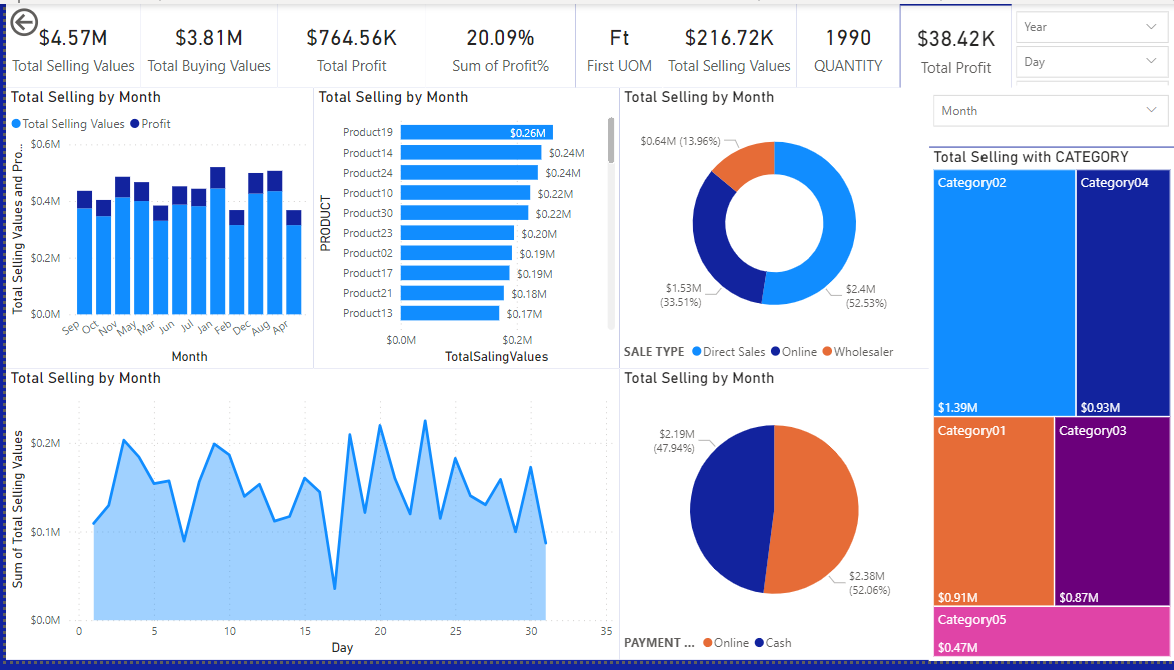 $4.57M
Total Selling Values
$3.81M
Total Buying Values
$764.56K
Total Profit
20.09%
Sum of Profit%
Ft
First UOM
$216.72K
Total Selling Values
1990
QUANTITY
$38.42K
Total Profit
Year
Day
Month
Total Selling by Month
Total Selling Values Profit
Total Selling Values and Pro...
$0.6M
$0.4M
$0.2M
$0.0M
Sep Oct Nov May Mar Jun Jul Jan Feb Dec Aug Apr
Month
Total Selling by Month
PRODUCT
Product19 $0.26M
Product14 $0.24M
Product24 $0.24M
Product10 $0.22M
Product30 $0.22M
Product23 $0.20M
Product02 $0.19M
Product17 $0.19M
Product21 $0.18M
Product13 $0.17M
$0.0M $0.2M
TotalSalingValues
Total Selling by Month
$0.64M (13.96%)
$1.53M
(33.51%)
$2.4M
(52.53%)
SALE TYPE Direct Sales Online Wholesaler
Total Selling with CATEGORY
Category02
$1.39M
Category04
$0.93M
Category01
$0.91M
Category03
$0.87M
Category05
$0.47M
Total Selling by Month
Sum of Total Selling Values
$0.2M
$0.1M
$0.0M
0 5 10 15 20 25 30 35
Day
Total Selling by Month
$2.19M
(47.94%)
$2.38M
(52.06%)
PAYMENT ... Online Cash